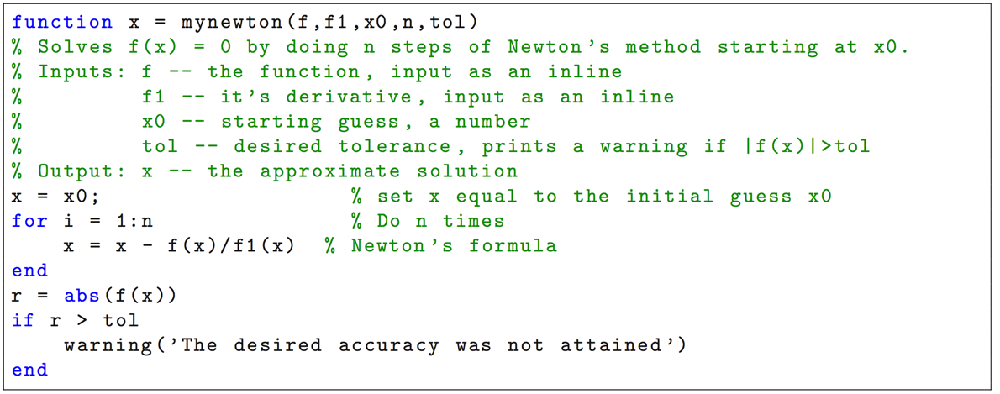 function x = mynewton(f,f1,x0,n,tol)
% Solves f(x) = 0 by doing n steps of Newton’s method starting at x0.
% Inputs: f -- the function, input as an inline
%         f1 -- it’s derivative, input as an inline
%         x0 -- starting guess, a number
%         tol -- desired tolerance, prints a warning if |f(x)|>tol
% Output: x -- the approximate solution
x = x0;                   % set x equal to the initial guess x0
for i = 1:n               % Do n times
    x = x - f(x)/f1(x)  % Newton’s formula
end
r = abs(f(x))
if r > tol
    warning(’The desired accuracy was not attained’)
end